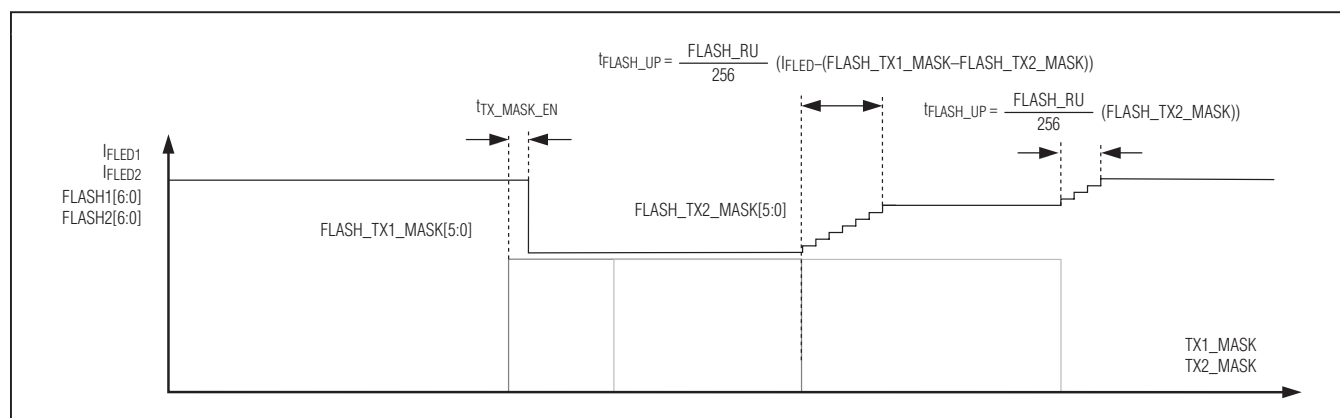 tFLASH_UP = FLASH_RU / 256 (IFLED–(FLASH_TX1_MASK–FLASH_TX2_MASK))
tTX_MASK_EN
tFLASH_UP = FLASH_RU / 256 (FLASH_TX2_MASK))
IFLED1
IFLED2
FLASH1[6:0]
FLASH2[6:0]
FLASH_TX1_MASK[5:0]
FLASH_TX2_MASK[5:0]
TX1_MASK
TX2_MASK